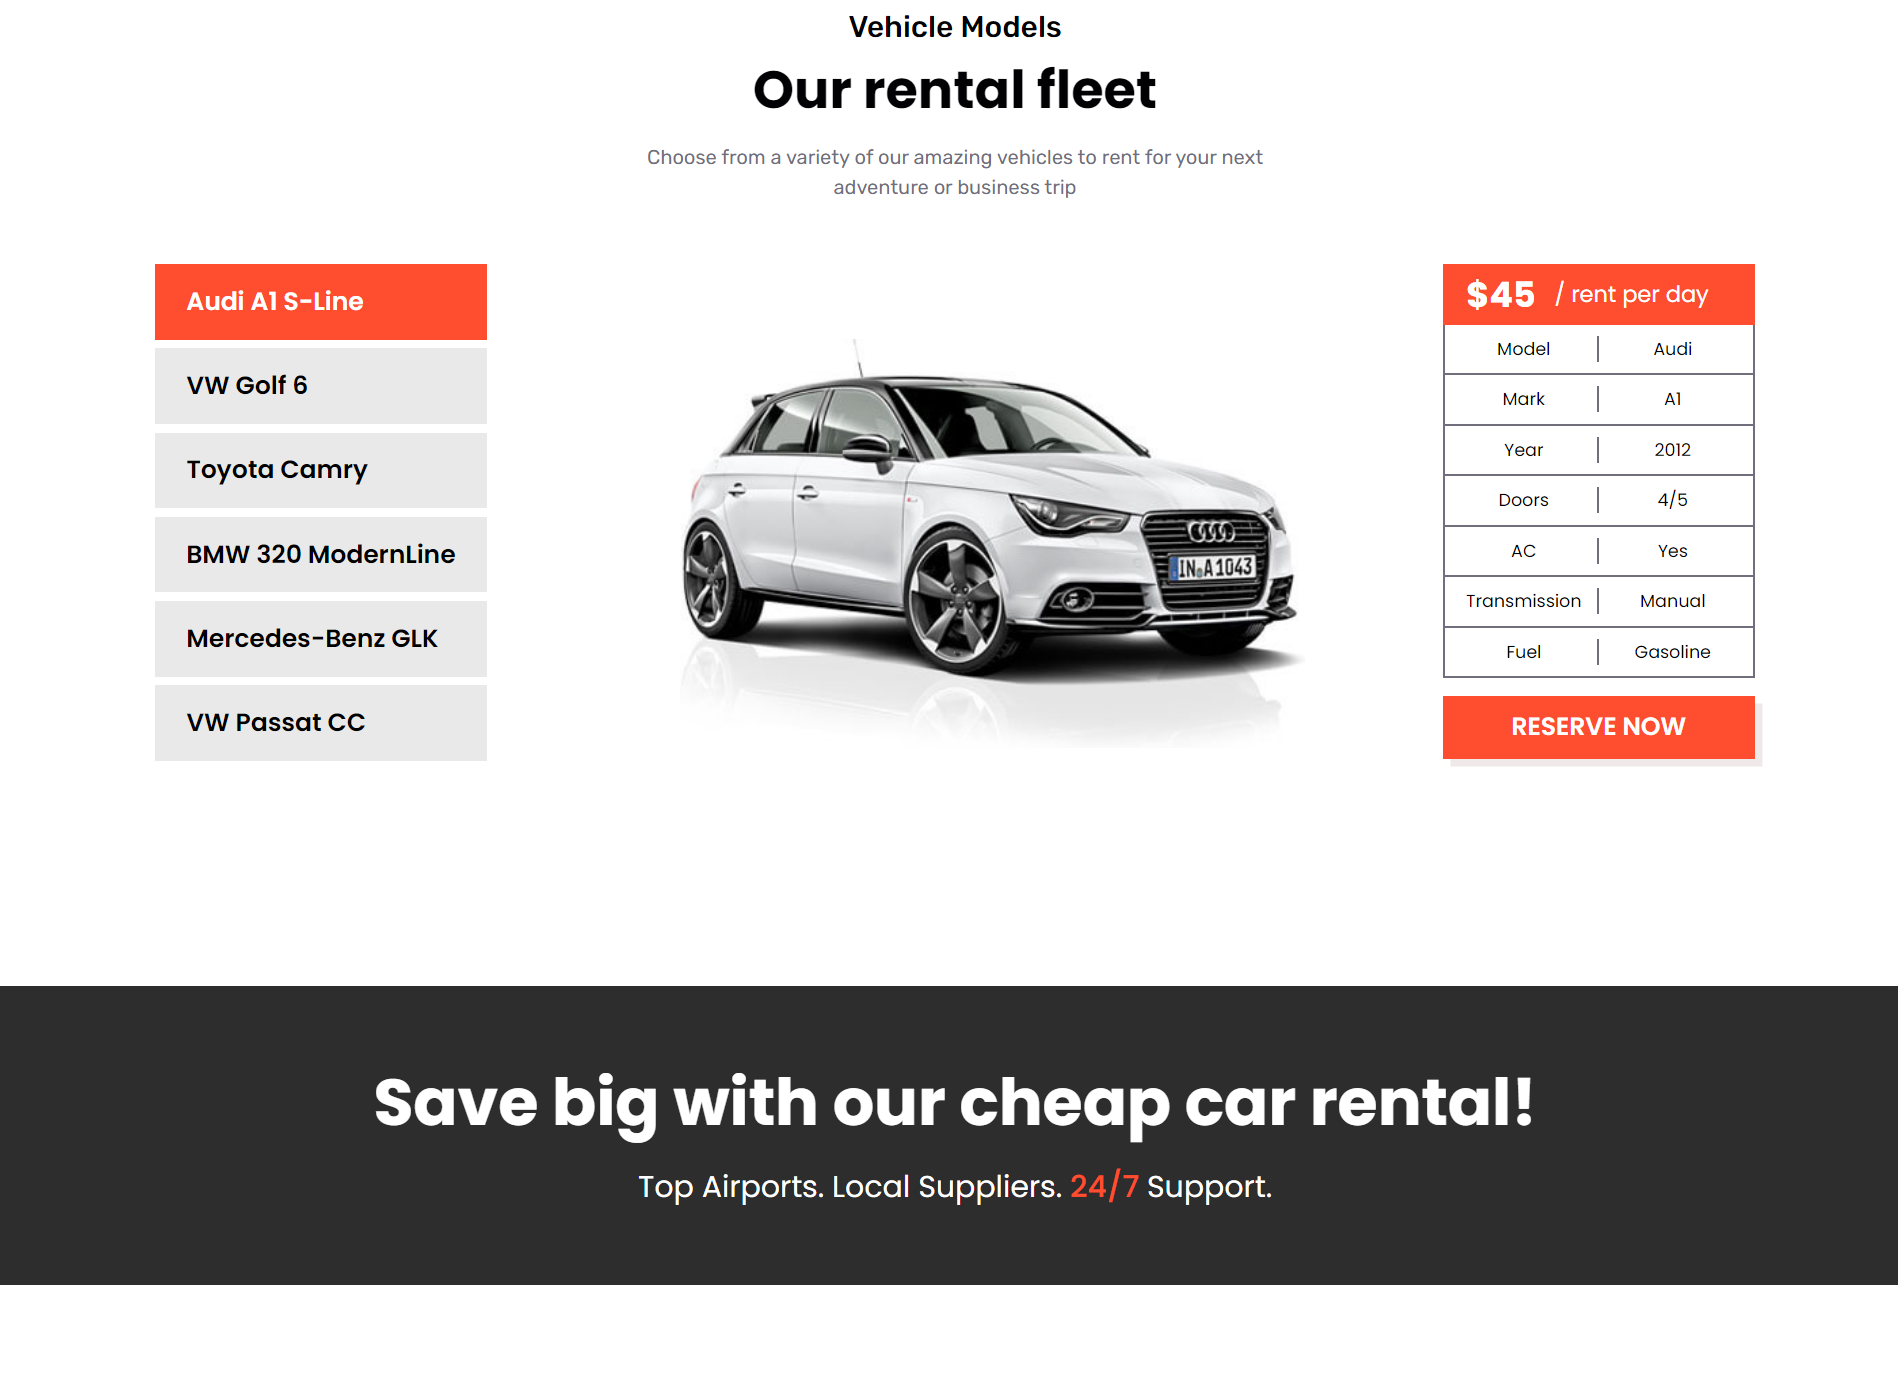 Vehicle Models
Our rental fleet
Choose from a variety of our amazing vehicles to rent for your next
adventure or business trip
Audi A1 S-Line
VW Golf 6
Toyota Camry
BMW 320 ModernLine
Mercedes-Benz GLK
VW Passat CC
IN A 1043
$45 / rent per day
Model | Audi
Mark | A1
Year | 2012
Doors | 4/5
AC | Yes
Transmission | Manual
Fuel | Gasoline
RESERVE NOW
Save big with our cheap car rental!
Top Airports. Local Suppliers. 24/7 Support.